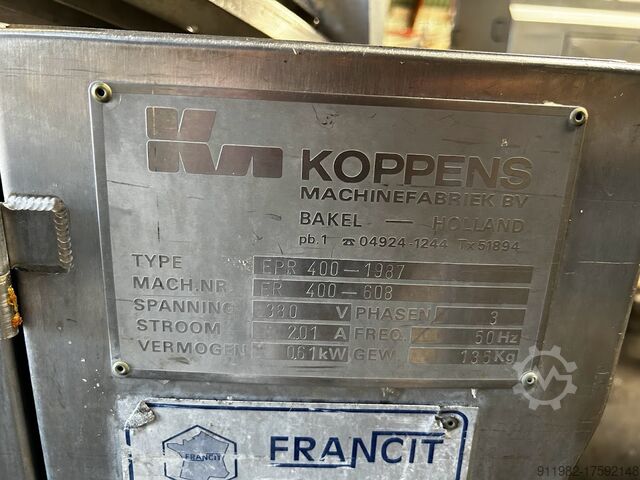 KOPPENS
MACHINEFABRIEK BV
BAKEL — HOLLAND
pb.1 ☎ 04924-1244 Tx 51894
TYPE EPR 400-1987
MACH.NR. ER 400-608
SPANNING 380 V PHASEN 3
STROOM 2.01 A FREQ. 50 Hz
VERMOGEN 0.61 kW GEW. 135 Kg
FRANCIT
FRANCIT
911982-17592148